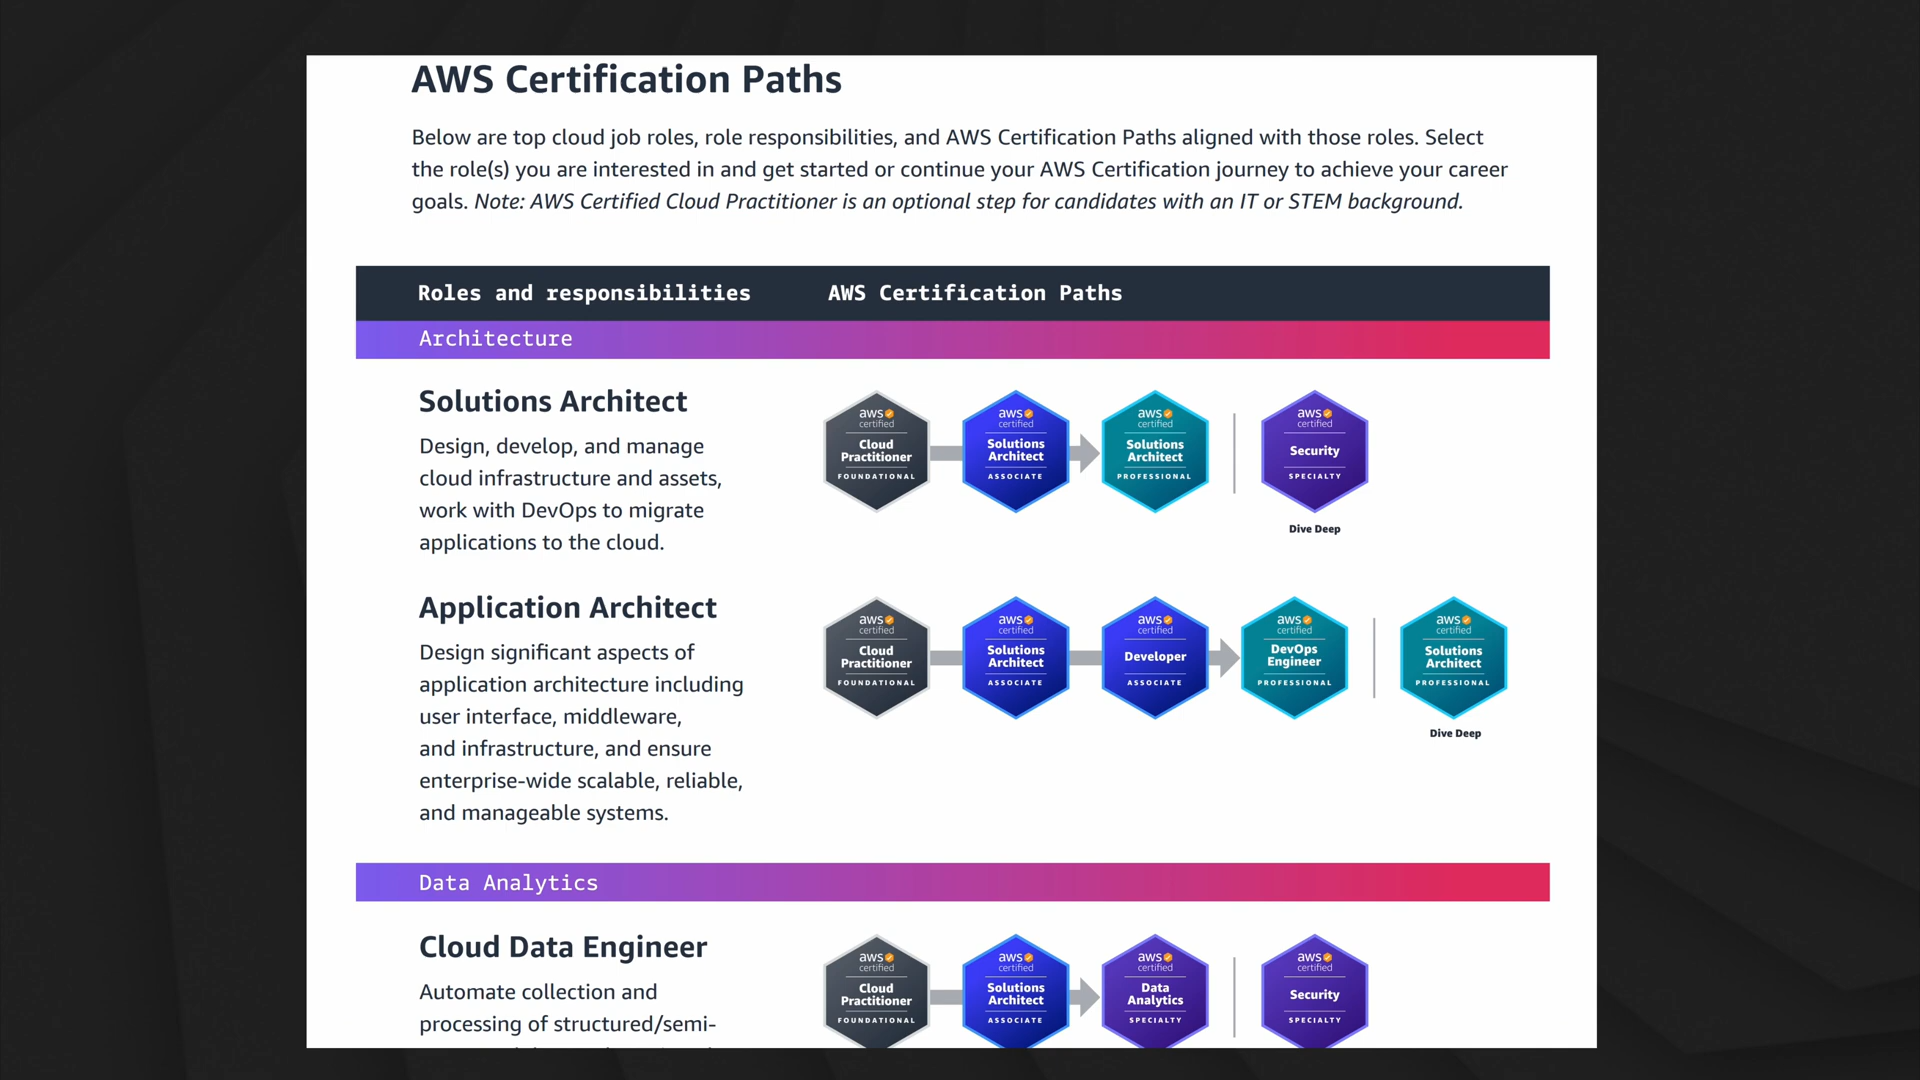 AWS Certification Paths
Below are top cloud job roles, role responsibilities, and AWS Certification Paths aligned with those roles. Select
the role(s) you are interested in and get started or continue your AWS Certification journey to achieve your career
goals. Note: AWS Certified Cloud Practitioner is an optional step for candidates with an IT or STEM background.
Roles and responsibilities
AWS Certification Paths
Architecture
Solutions Architect
Design, develop, and manage
cloud infrastructure and assets,
work with DevOps to migrate
applications to the cloud.
aws
certified
Cloud
Practitioner
FOUNDATIONAL
aws
certified
Solutions
Architect
ASSOCIATE
aws
certified
Solutions
Architect
PROFESSIONAL
aws
certified
Security
SPECIALTY
Dive Deep
Application Architect
Design significant aspects of
application architecture including
user interface, middleware,
and infrastructure, and ensure
enterprise-wide scalable, reliable,
and manageable systems.
aws
certified
Cloud
Practitioner
FOUNDATIONAL
aws
certified
Solutions
Architect
ASSOCIATE
aws
certified
Developer
ASSOCIATE
aws
certified
DevOps
Engineer
PROFESSIONAL
aws
certified
Solutions
Architect
PROFESSIONAL
Dive Deep
Data Analytics
Cloud Data Engineer
Automate collection and
processing of structured/semi-
aws
certified
Cloud
Practitioner
FOUNDATIONAL
aws
certified
Solutions
Architect
ASSOCIATE
aws
certified
Data
Analytics
SPECIALTY
aws
certified
Security
SPECIALTY